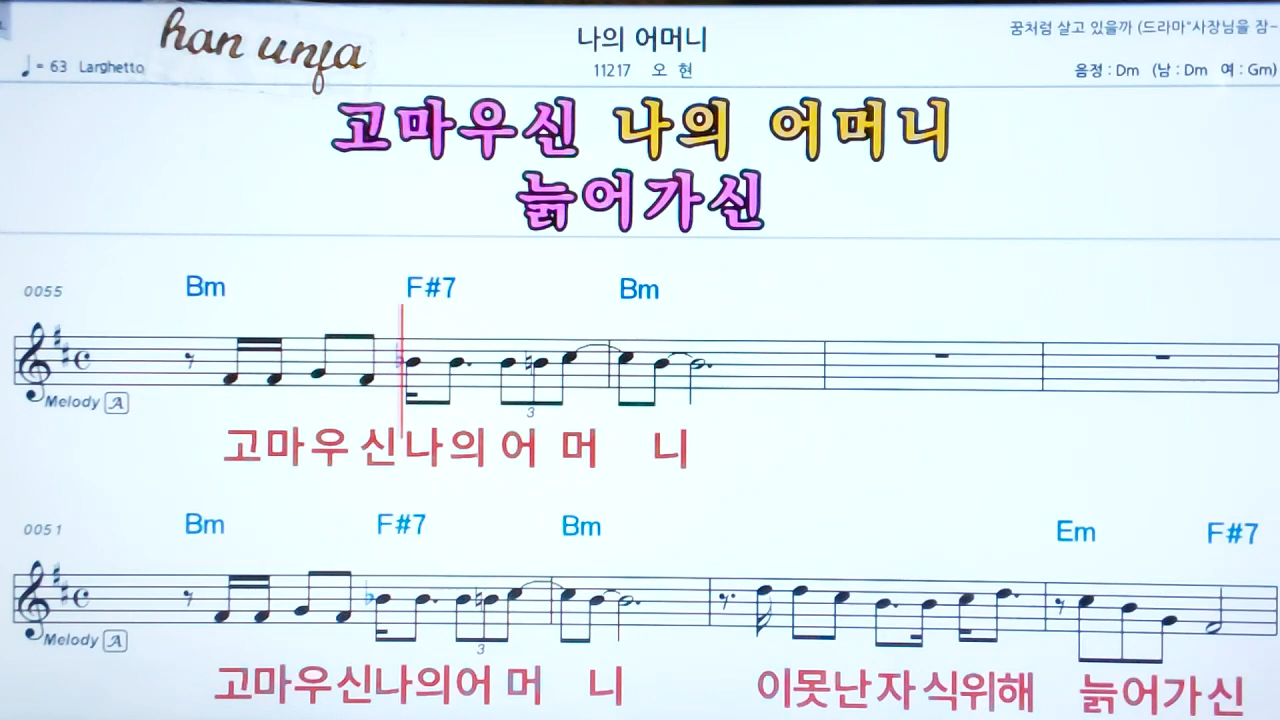 han unfa
나의 어머니
꿈처럼 살고 있을까 (드라마"사장님을 잠-
♩= 63 Larghetto
11217 오 현
음정 : Dm (남 : Dm 여 : Gm)
고마우신 나의 어머니
늙어가신
0055 Bm F#7 Bm
3
Melody A
고마우신나의어 머 니
0051 Bm F#7 Bm Em F#7
3
Melody A
고마우신나의어 머 니 이못난자식위해 늙어가신